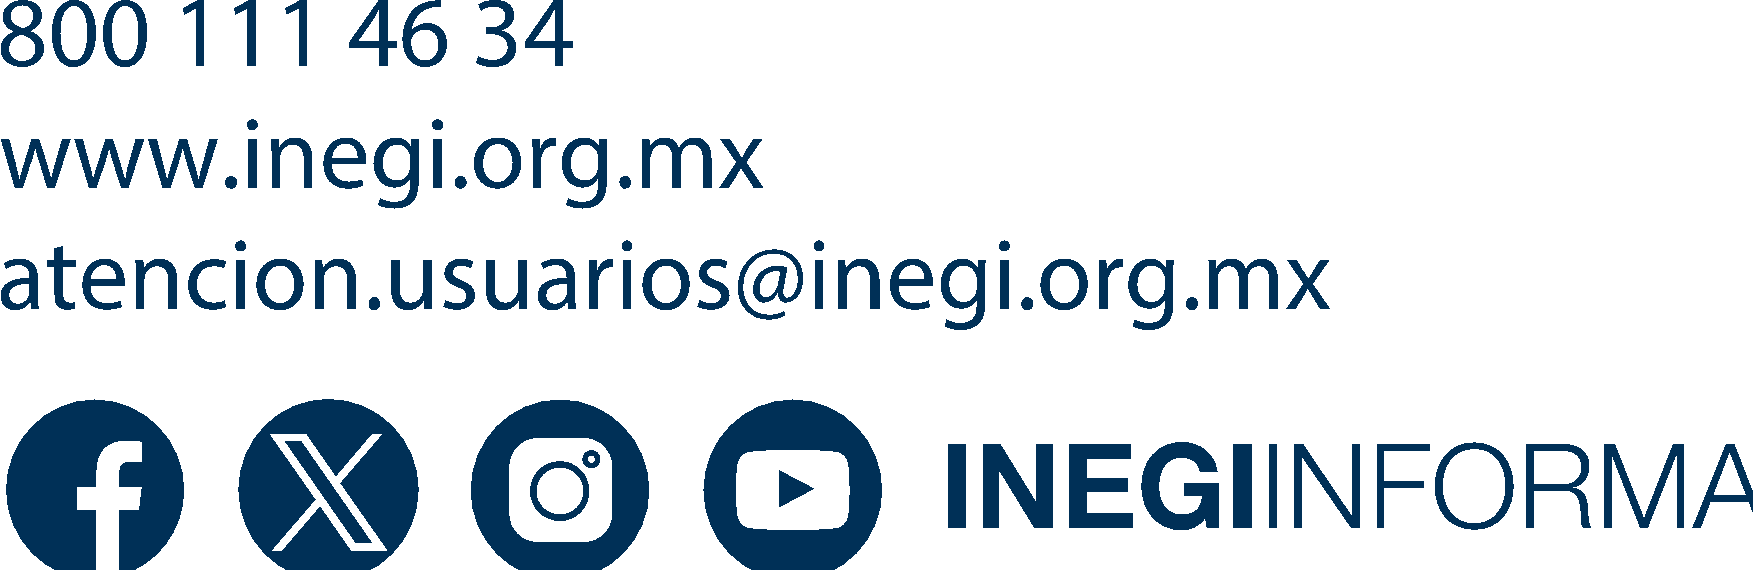 800 111 46 34
www.inegi.org.mx
atencion.usuarios@inegi.org.mx
INEGIINFORMA